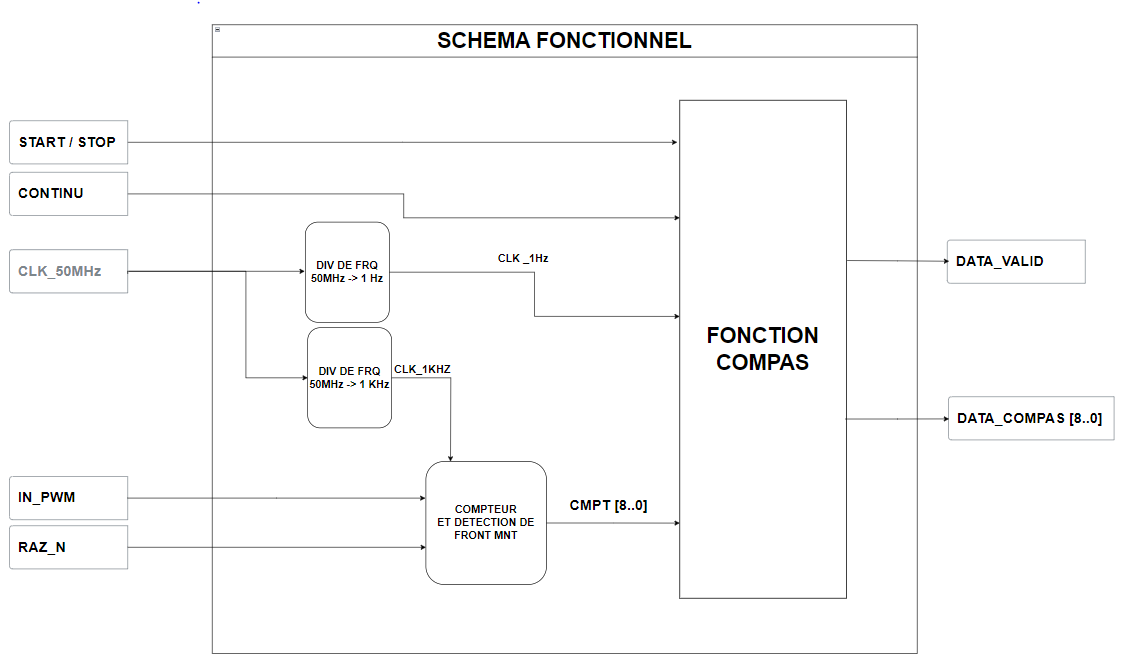 SCHEMA FONCTIONNEL
START / STOP
CONTINU
CLK_50MHz
DIV DE FRQ
50MHz -> 1 Hz
CLK _1Hz
DIV DE FRQ
50MHz -> 1 KHz
CLK_1KHZ
FONCTION
COMPAS
DATA_VALID
DATA_COMPAS [8..0]
IN_PWM
RAZ_N
COMPTEUR
ET DETECTION DE
FRONT MNT
CMPT [8..0]